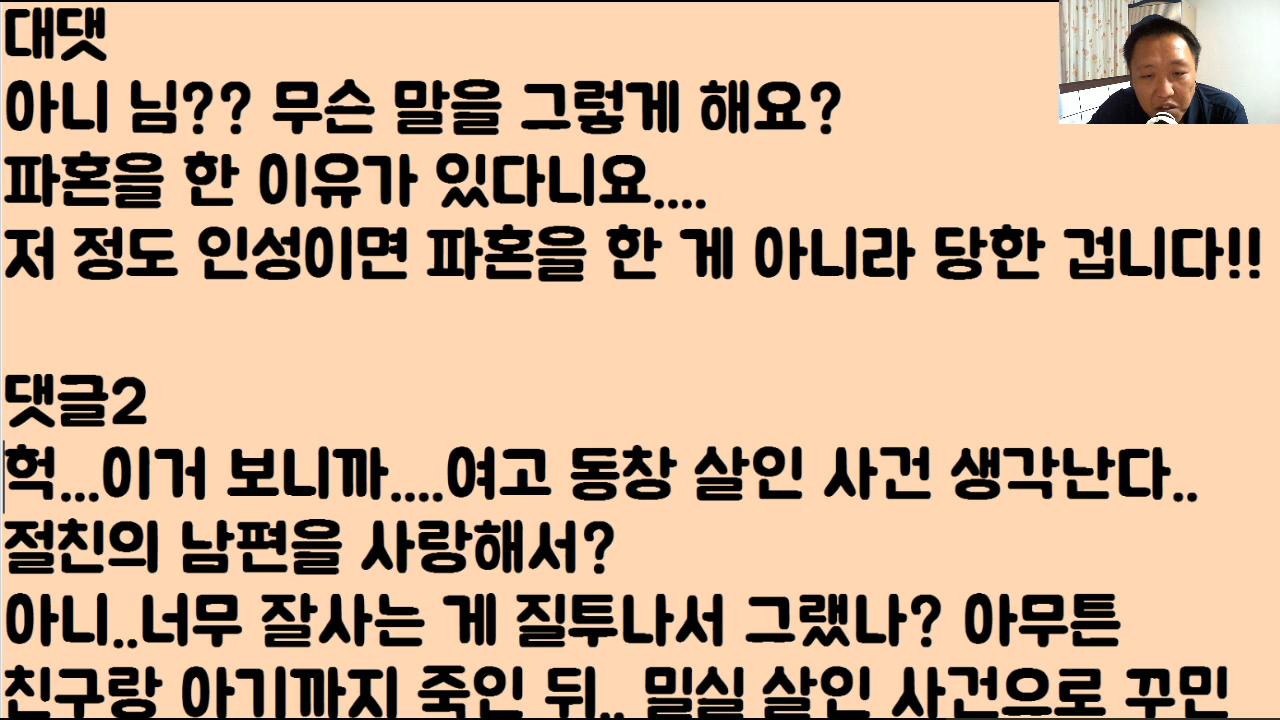 대댓
아니 님?? 무슨 말을 그렇게 해요?
파혼을 한 이유가 있다니요....
저 정도 인성이면 파혼을 한 게 아니라 당한 겁니다!!
댓글2
헉...이거 보니까....여고 동창 살인 사건 생각난다..
절친의 남편을 사랑해서?
아니..너무 잘사는 게 질투나서 그랬나? 아무튼
친구랑 아기까지 죽인 뒤.. 밀실 살인 사건으로 꾸민